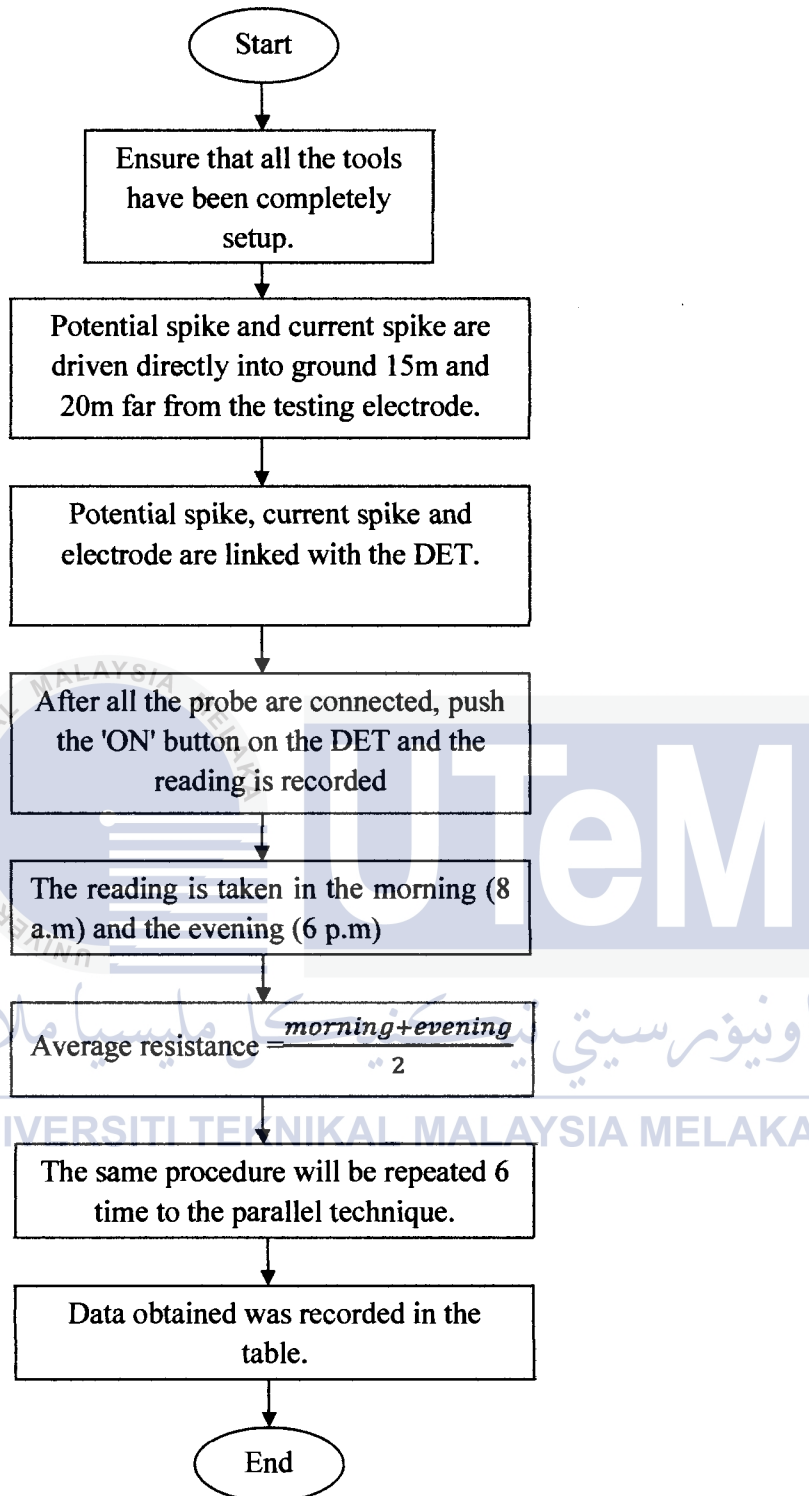 Start
Ensure that all the tools
have been completely
setup.
Potential spike and current spike are
driven directly into ground 15m and
20m far from the testing electrode.
Potential spike, current spike and
electrode are linked with the DET.
After all the probe are connected, push
the 'ON' button on the DET and the
reading is recorded
The reading is taken in the morning (8
a.m) and the evening (6 p.m)
Average resistance = morning+evening
2
The same procedure will be repeated 6
time to the parallel technique.
Data obtained was recorded in the
table.
End
MALAYSIA MELAKA
UTeM
اونيۏرسيتي تيكنيكل مليسيا
TEKNIKAL MALAYSIA MELAKA